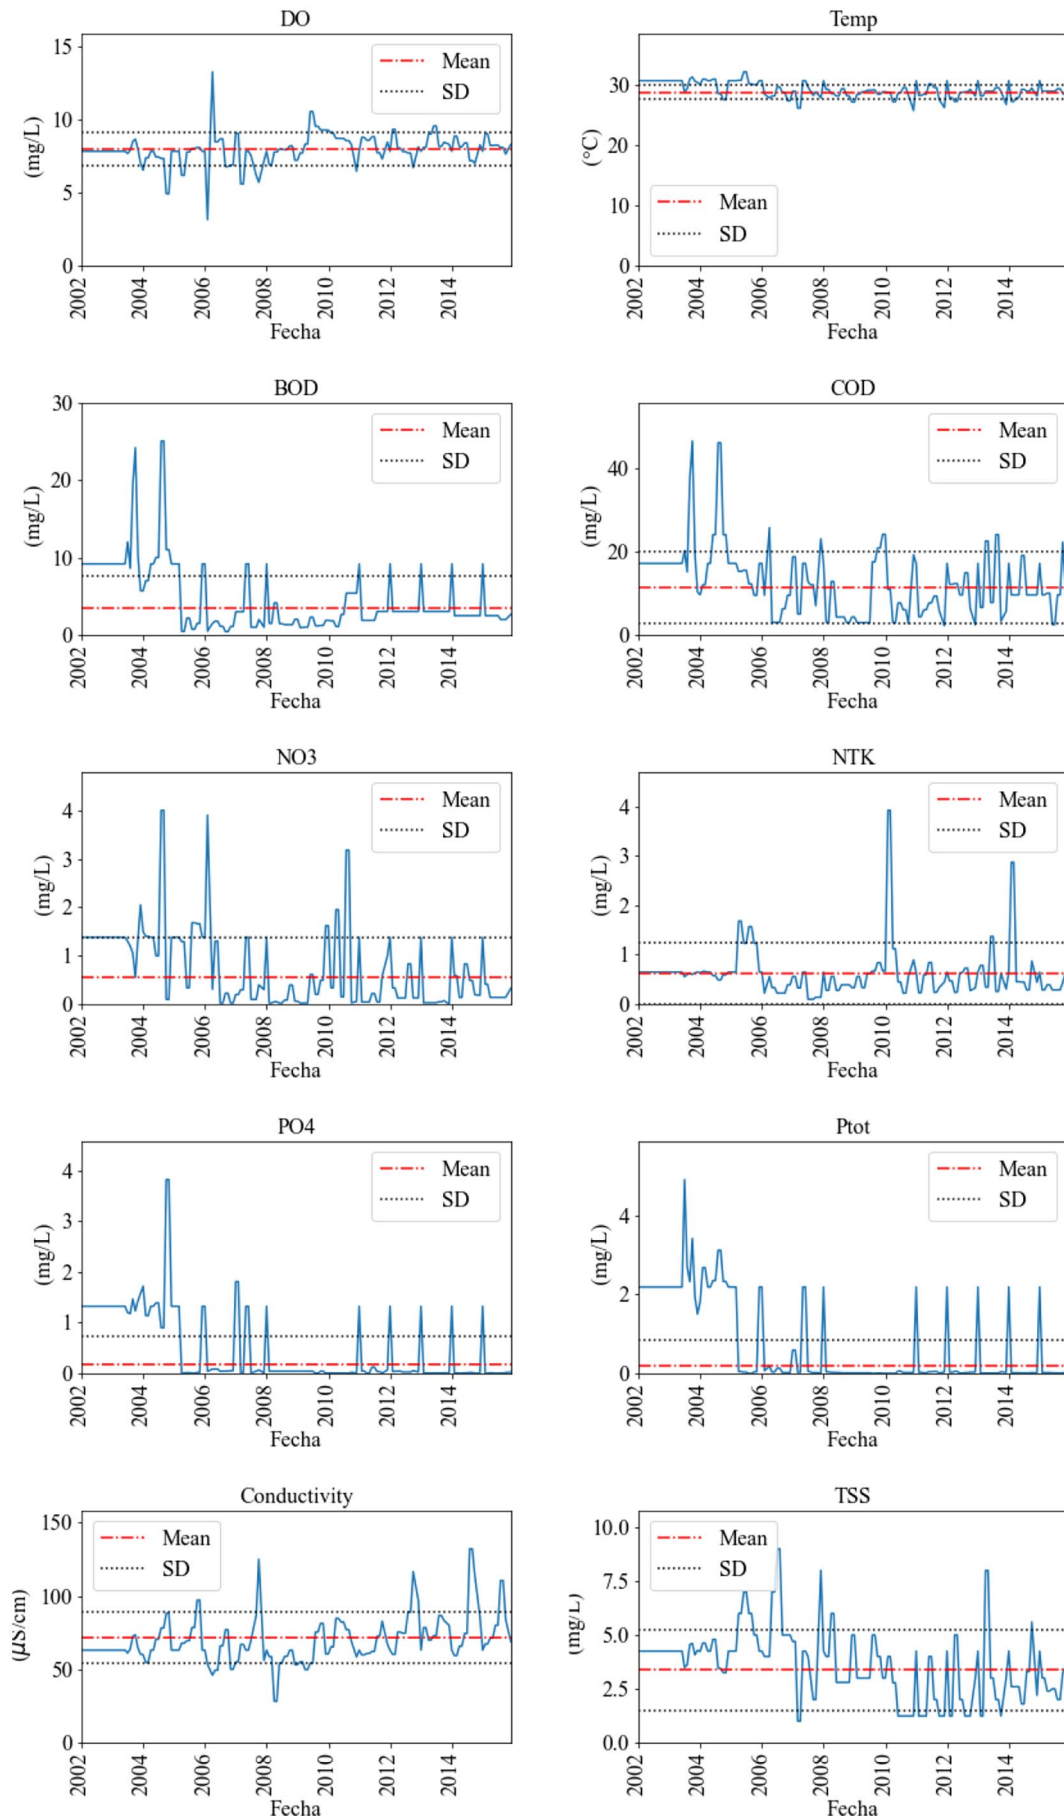 DO
15
10
5
0
(mg/L)
Mean
SD
2002
2004
2006
2008
2010
2012
2014
Fecha
Temp
30
20
10
0
(°C)
Mean
SD
2002
2004
2006
2008
2010
2012
2014
Fecha
BOD
30
20
10
0
(mg/L)
Mean
SD
2002
2004
2006
2008
2010
2012
2014
Fecha
COD
40
20
0
(mg/L)
Mean
SD
2002
2004
2006
2008
2010
2012
2014
Fecha
NO3
4
3
2
1
0
(mg/L)
Mean
SD
2002
2004
2006
2008
2010
2012
2014
Fecha
NTK
4
3
2
1
0
(mg/L)
Mean
SD
2002
2004
2006
2008
2010
2012
2014
Fecha
PO4
4
3
2
1
0
(mg/L)
Mean
SD
2002
2004
2006
2008
2010
2012
2014
Fecha
Ptot
4
2
0
(mg/L)
Mean
SD
2002
2004
2006
2008
2010
2012
2014
Fecha
Conductivity
150
100
50
0
(μS/cm)
Mean
SD
2002
2004
2006
2008
2010
2012
2014
Fecha
TSS
10.0
7.5
5.0
2.5
0.0
(mg/L)
Mean
SD
2002
2004
2006
2008
2010
2012
2014
Fecha